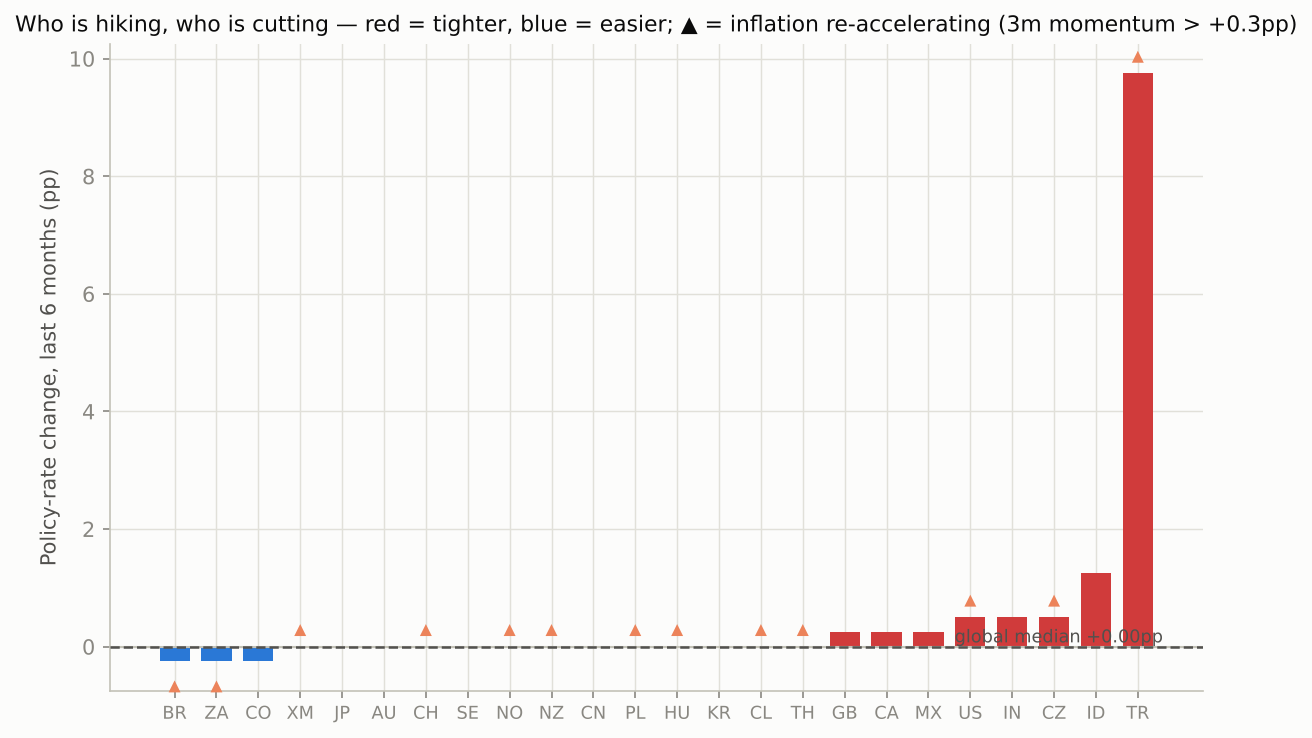 Who is hiking, who is cutting — red = tighter, blue = easier; ▲ = inflation re-accelerating (3m momentum > +0.3pp)
Policy-rate change, last 6 months (pp)
10
8
6
4
2
0
global median +0.00pp
BR ZA CO XM JP AU CH SE NO NZ CN PL HU KR CL TH GB CA MX US IN CZ ID TR